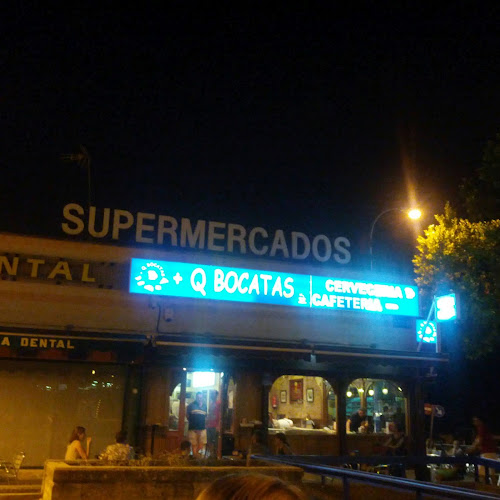 SUPERMERCADOS
NTAL
+ Q BOCATAS
CERVECERIA
CAFETERIA
A DENTAL